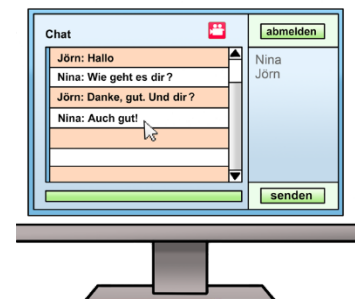 Chat
abmelden
Jörn: Hallo
Nina: Wie geht es dir?
Jörn: Danke, gut. Und dir?
Nina: Auch gut!
Nina
Jörn
senden